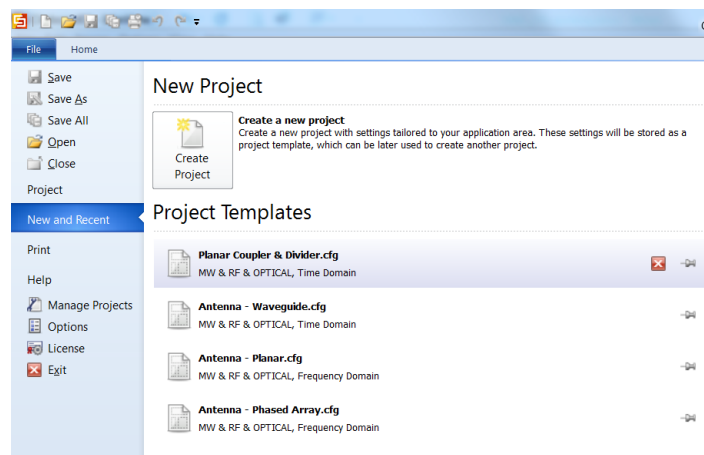 File Home
Save
Save As
Save All
Open
Close
Project
New and Recent
Print
Help
Manage Projects
Options
License
Exit
New Project
Create Project
Create a new project
Create a new project with settings tailored to your application area. These settings will be stored as a
project template, which can be later used to create another project.
Project Templates
Planar Coupler & Divider.cfg
MW & RF & OPTICAL, Time Domain
Antenna - Waveguide.cfg
MW & RF & OPTICAL, Time Domain
Antenna - Planar.cfg
MW & RF & OPTICAL, Frequency Domain
Antenna - Phased Array.cfg
MW & RF & OPTICAL, Frequency Domain